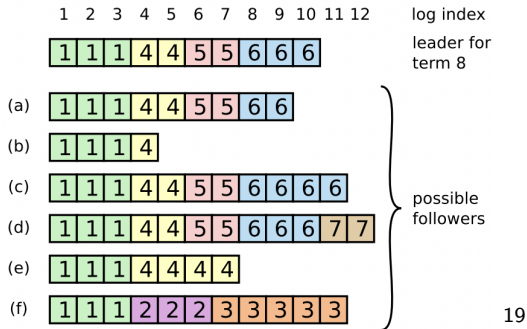 1 2 3 4 5 6 7 8 9 10 11 12 log index
1 1 1 4 4 5 5 6 6 6 leader for
term 8
(a) 1 1 1 4 4 5 5 6 6
(b) 1 1 1 4
(c) 1 1 1 4 4 5 5 6 6 6 6
(d) 1 1 1 4 4 5 5 6 6 6 7 7
possible
followers
(e) 1 1 1 4 4 4 4
(f) 1 1 1 2 2 2 3 3 3 3 3
19